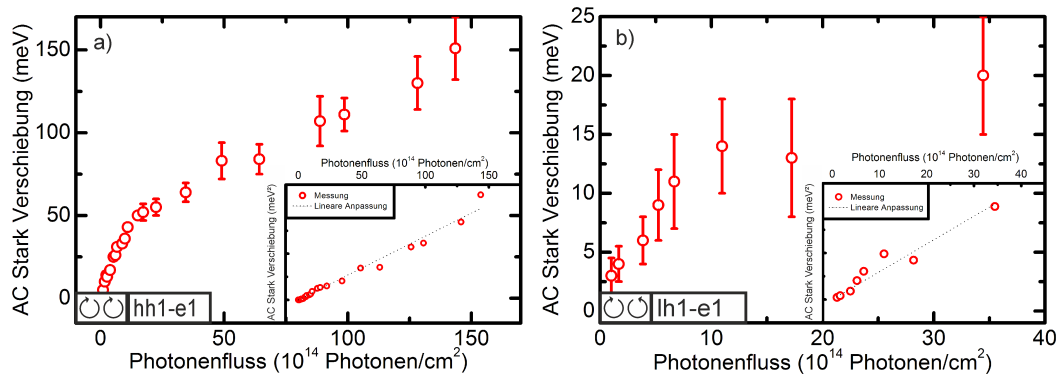 a)
AC Stark Verschiebung (meV)
150
100
50
0
Photonenfluss (10¹⁴ Photonen/cm²)
0 50 100 150
Messung
Lineare Anpassung
AC Stark Verschiebung (meV²)
hh1-e1
0 50 100 150
Photonenfluss (10¹⁴ Photonen/cm²)
b)
AC Stark Verschiebung (meV)
25
20
15
10
5
0
Photonenfluss (10¹⁴ Photonen/cm²)
0 10 20 30 40
Messung
Lineare Anpassung
AC Stark Verschiebung (meV²)
lh1-e1
0 10 20 30 40
Photonenfluss (10¹⁴ Photonen/cm²)